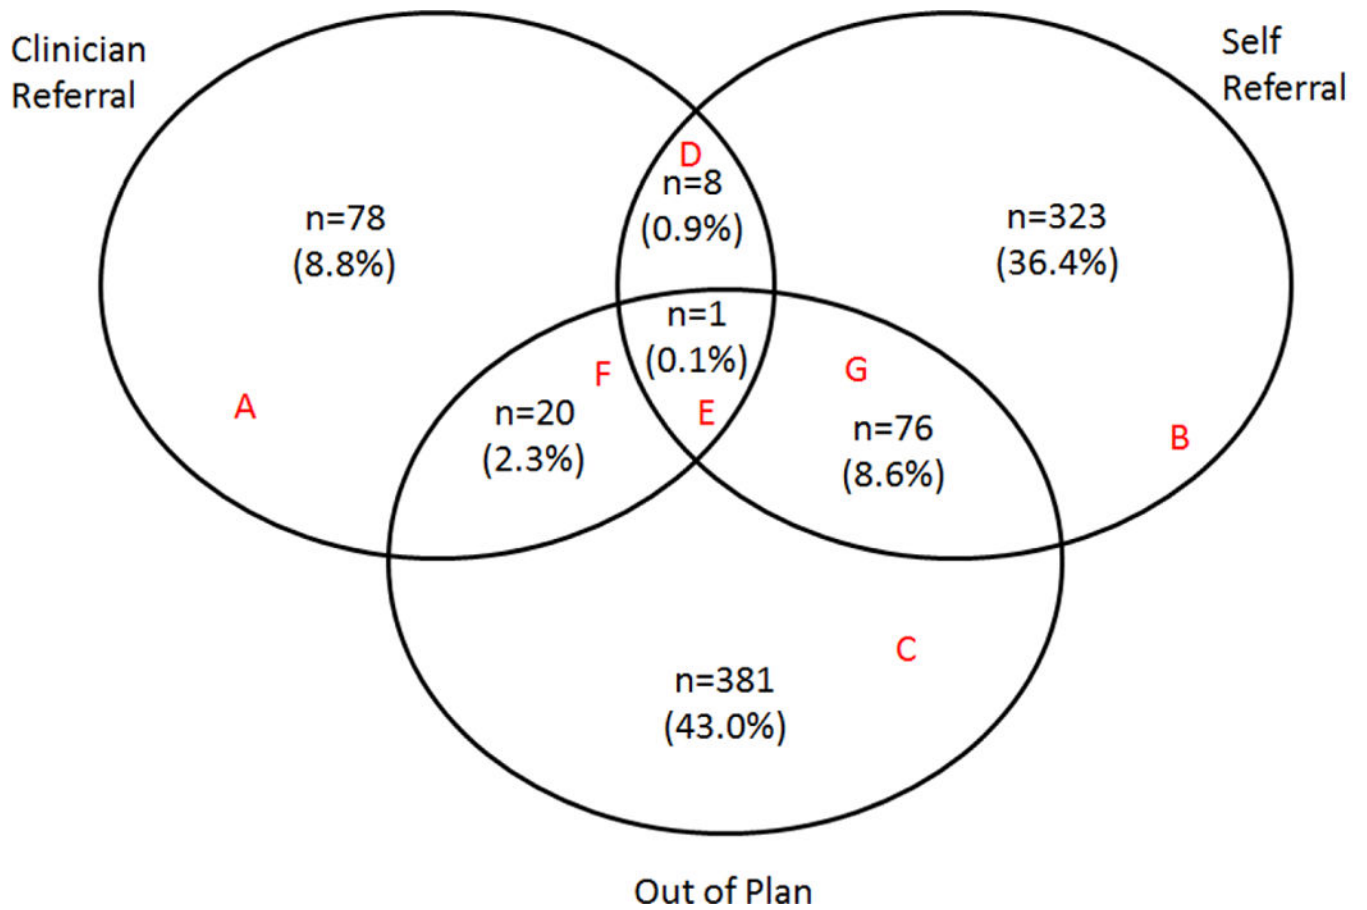 Clinician
Referral
Self
Referral
D
n=8
(0.9%)
n=78
(8.8%)
n=323
(36.4%)
n=1
(0.1%)
E
F
G
A
n=20
(2.3%)
n=76
(8.6%)
B
C
n=381
(43.0%)
Out of Plan